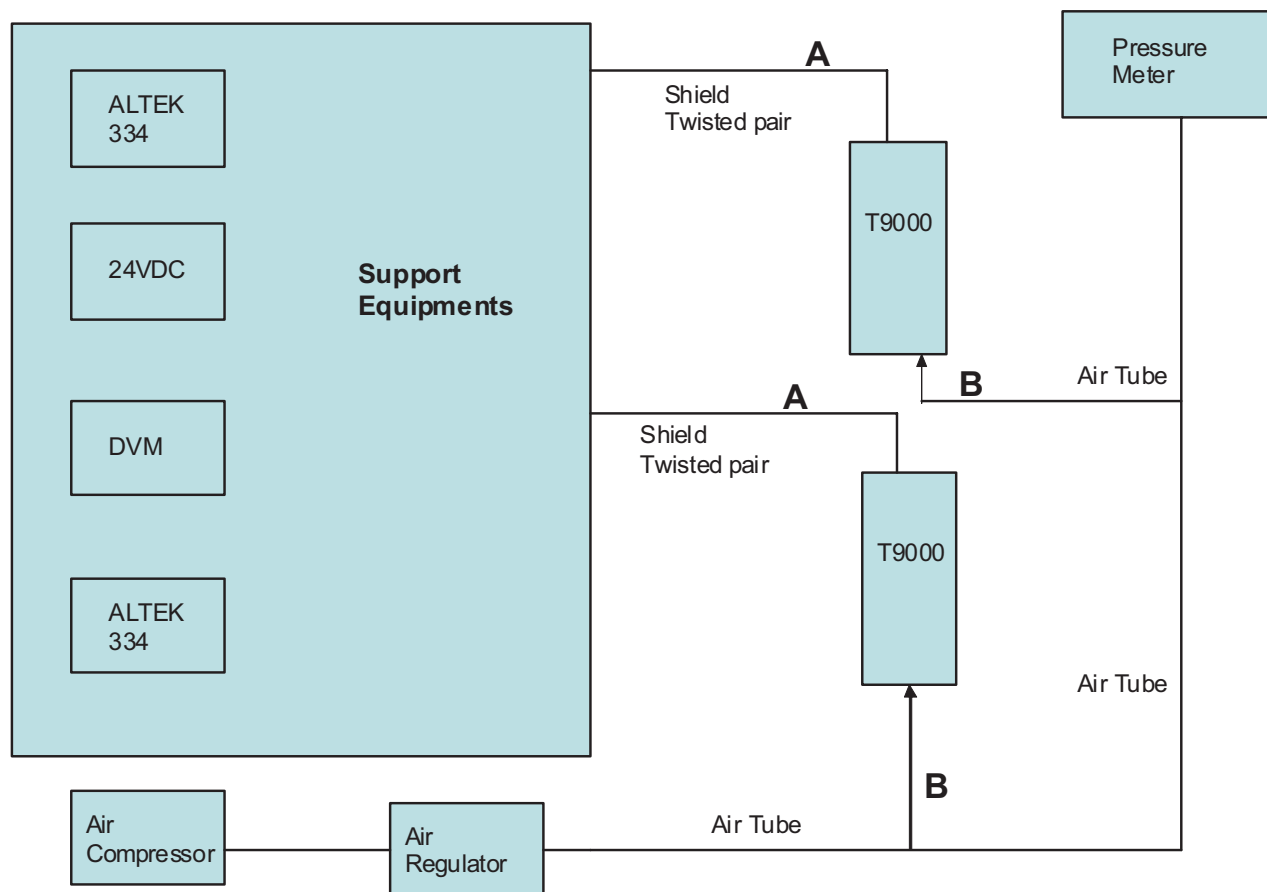 ALTEK
334
24VDC
DVM
ALTEK
334
Support
Equipments
A
Shield
Twisted pair
T9000
B
Air Tube
Pressure
Meter
A
Shield
Twisted pair
T9000
B
Air Tube
Air
Compressor
Air
Regulator
Air Tube